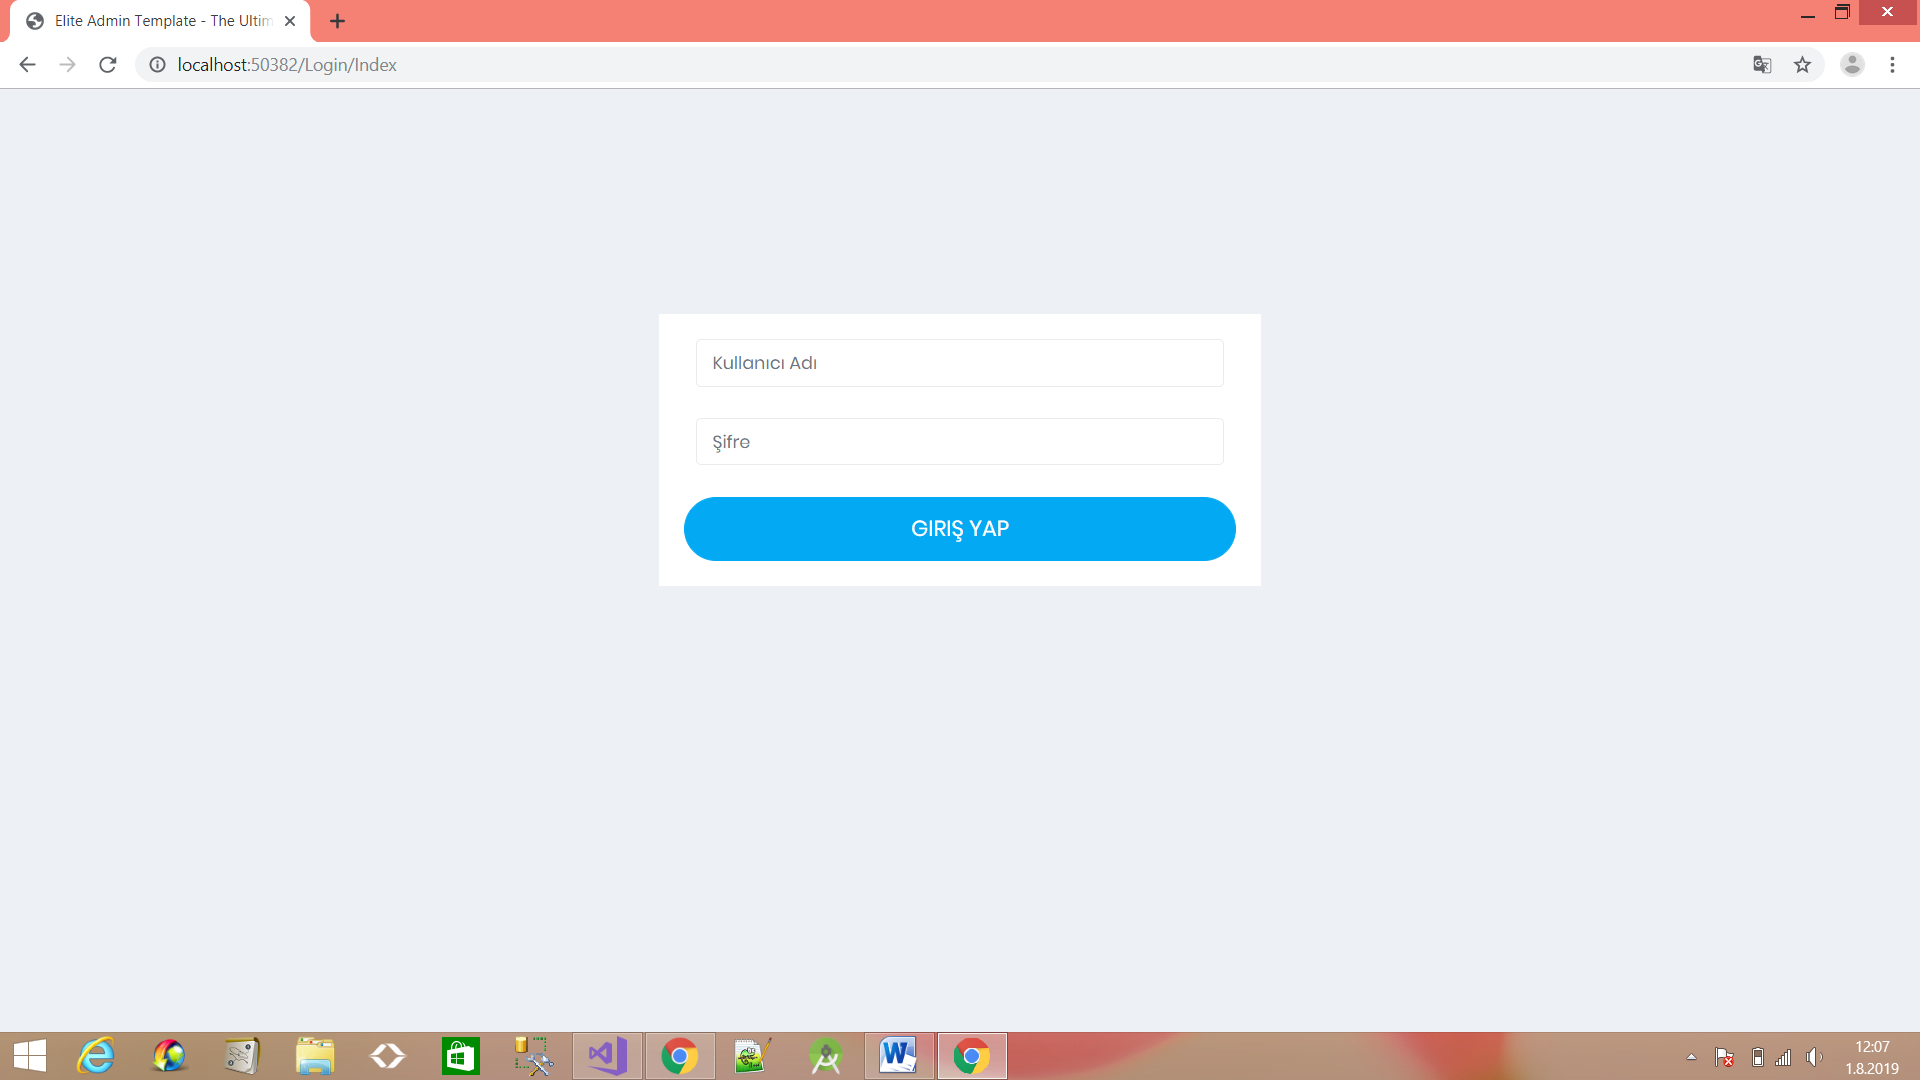 Elite Admin Template - The Ultim
localhost:50382/Login/Index
Kullanıcı Adı
Şifre
GIRIŞ YAP
12:07
1.8.2019